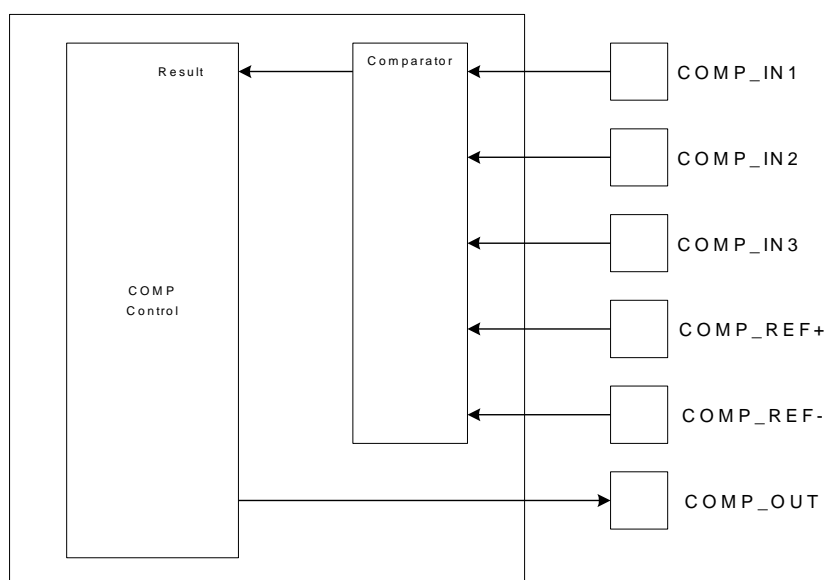 Result
Comparator
COMP_IN1
COMP_IN2
COMP_IN3
COMP
Control
COMP_REF+
COMP_REF-
COMP_OUT